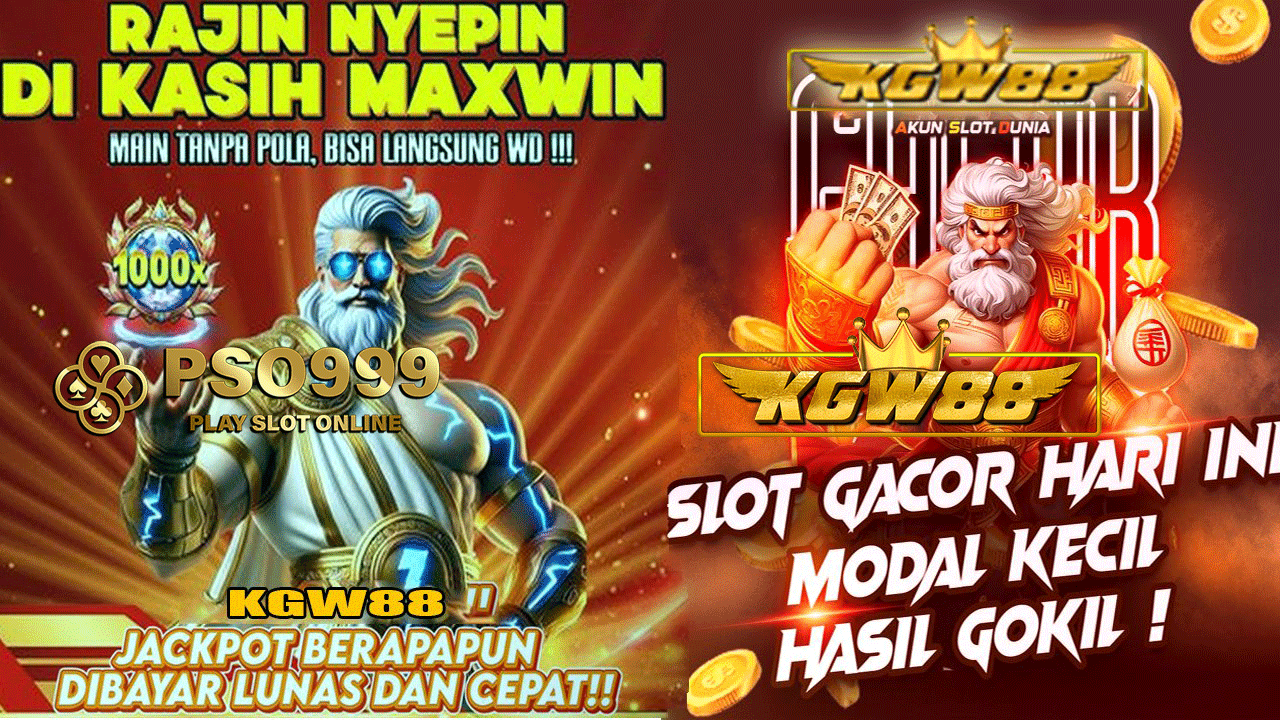 RAJIN NYEPIN
DI KASIH MAXWIN
MAIN TANPA POLA, BISA LANGSUNG WD !!!
1000x
PSO999
PLAY SLOT ONLINE
KGW88 !!
JACKPOT BERAPAPUN
DIBAYAR LUNAS DAN CEPAT!!
KGW88
AKUN SLOT DUNIA
KGW88
SLOT GACOR HARI INI
MODAL KECIL
HASIL GOKIL !